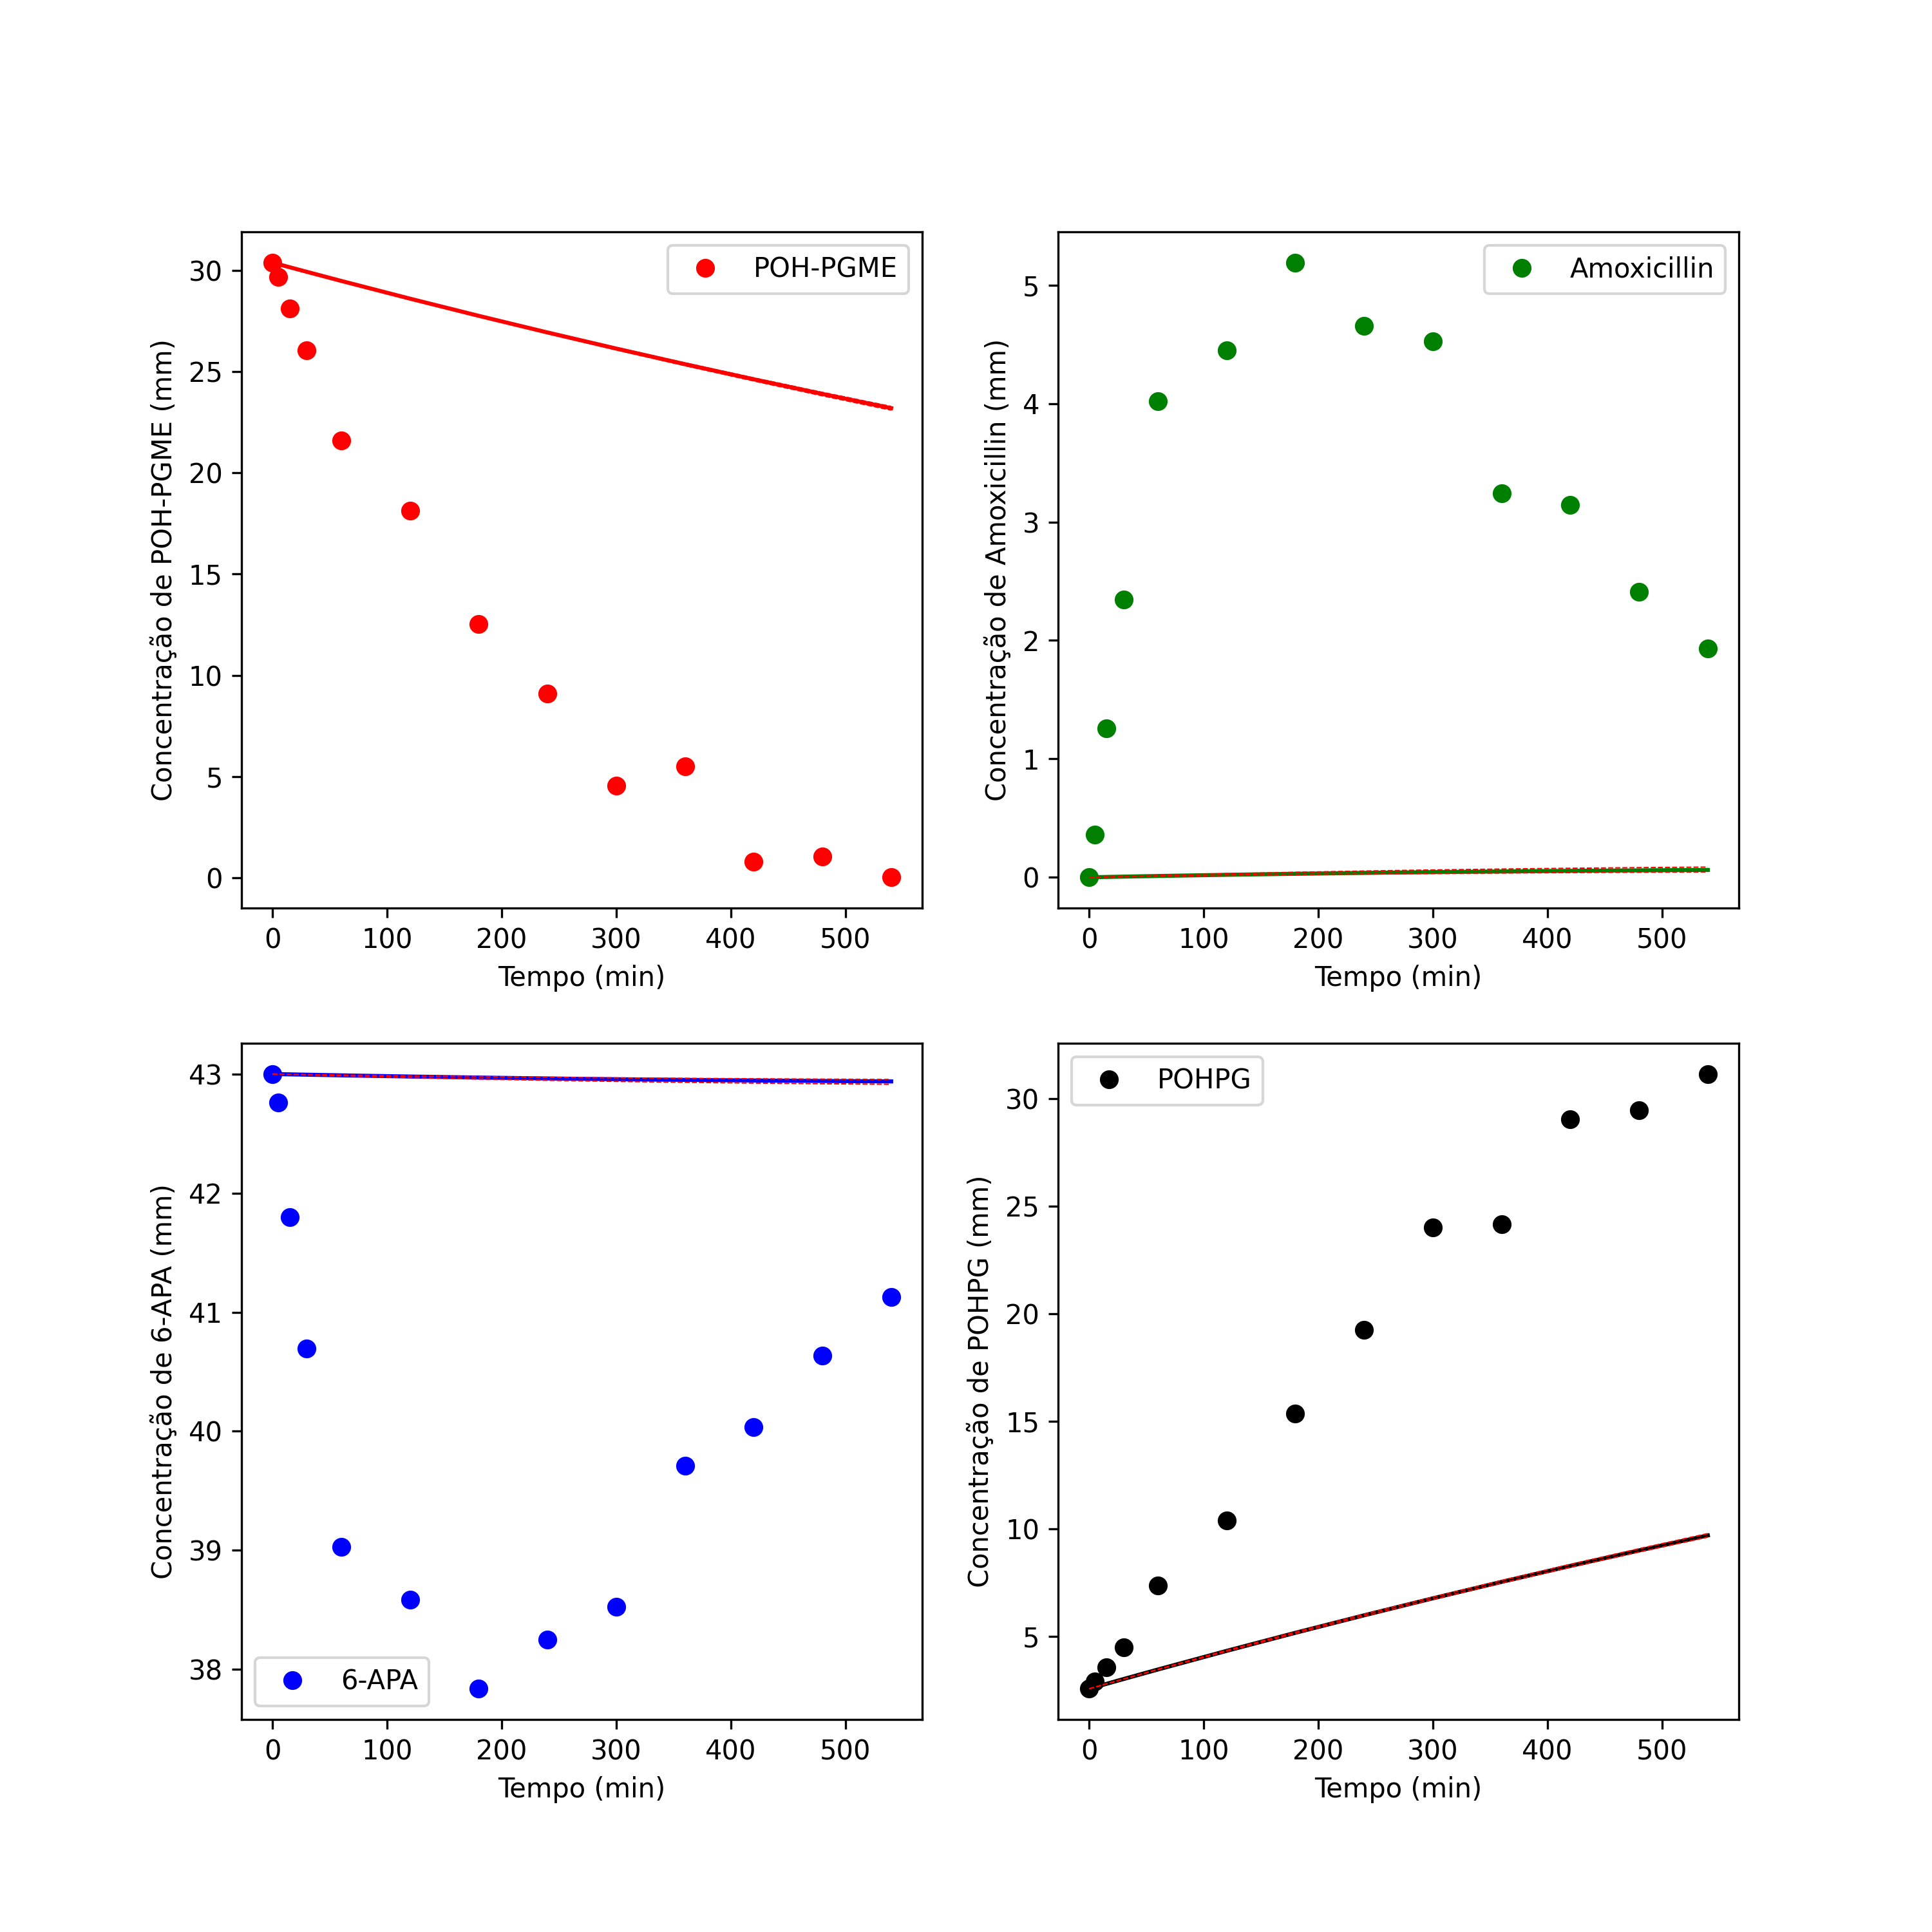 POH-PGME
Concentração de POH-PGME (mm)
30
25
20
15
10
5
0
0 100 200 300 400 500
Tempo (min)
Amoxicillin
Concentração de Amoxicillin (mm)
5
4
3
2
1
0
0 100 200 300 400 500
Tempo (min)
Concentração de 6-APA (mm)
43
42
41
40
39
38
6-APA
0 100 200 300 400 500
Tempo (min)
POHPG
Concentração de POHPG (mm)
30
25
20
15
10
5
0 100 200 300 400 500
Tempo (min)